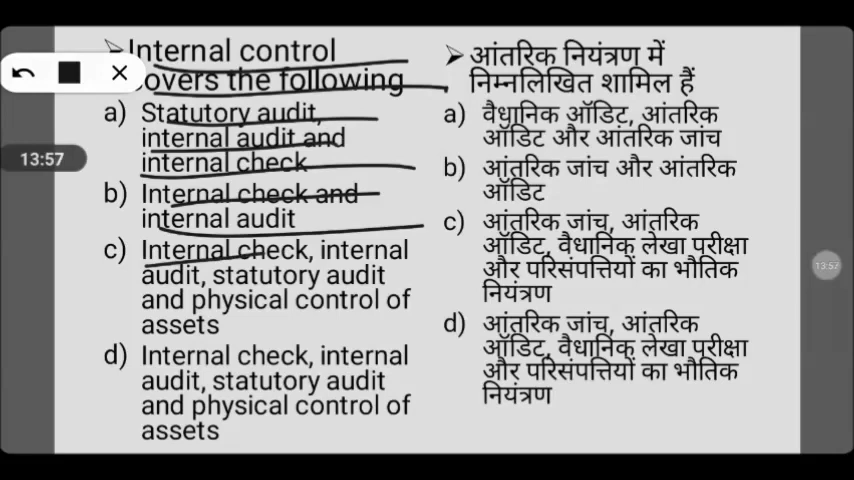 Internal control
overs the following
a) Statutory audit,
internal audit and
internal check
b) Internal check and
internal audit
c) Internal check, internal
audit, statutory audit
and physical control of
assets
d) Internal check, internal
audit, statutory audit
and physical control of
assets
आंतरिक नियंत्रण में
निम्नलिखित शामिल हैं
a) वैधानिक ऑडिट, आंतरिक
ऑडिट और आंतरिक जांच
b) आंतरिक जांच और आंतरिक
ऑडिट
c) आंतरिक जांच, आंतरिक
ऑडिट, वैधानिक लेखा परीक्षा
और परिसंपत्तियों का भौतिक
नियंत्रण
d) आंतरिक जांच, आंतरिक
ऑडिट, वैधानिक लेखा परीक्षा
और परिसंपत्तियों का भौतिक
नियंत्रण
13:57
13:57